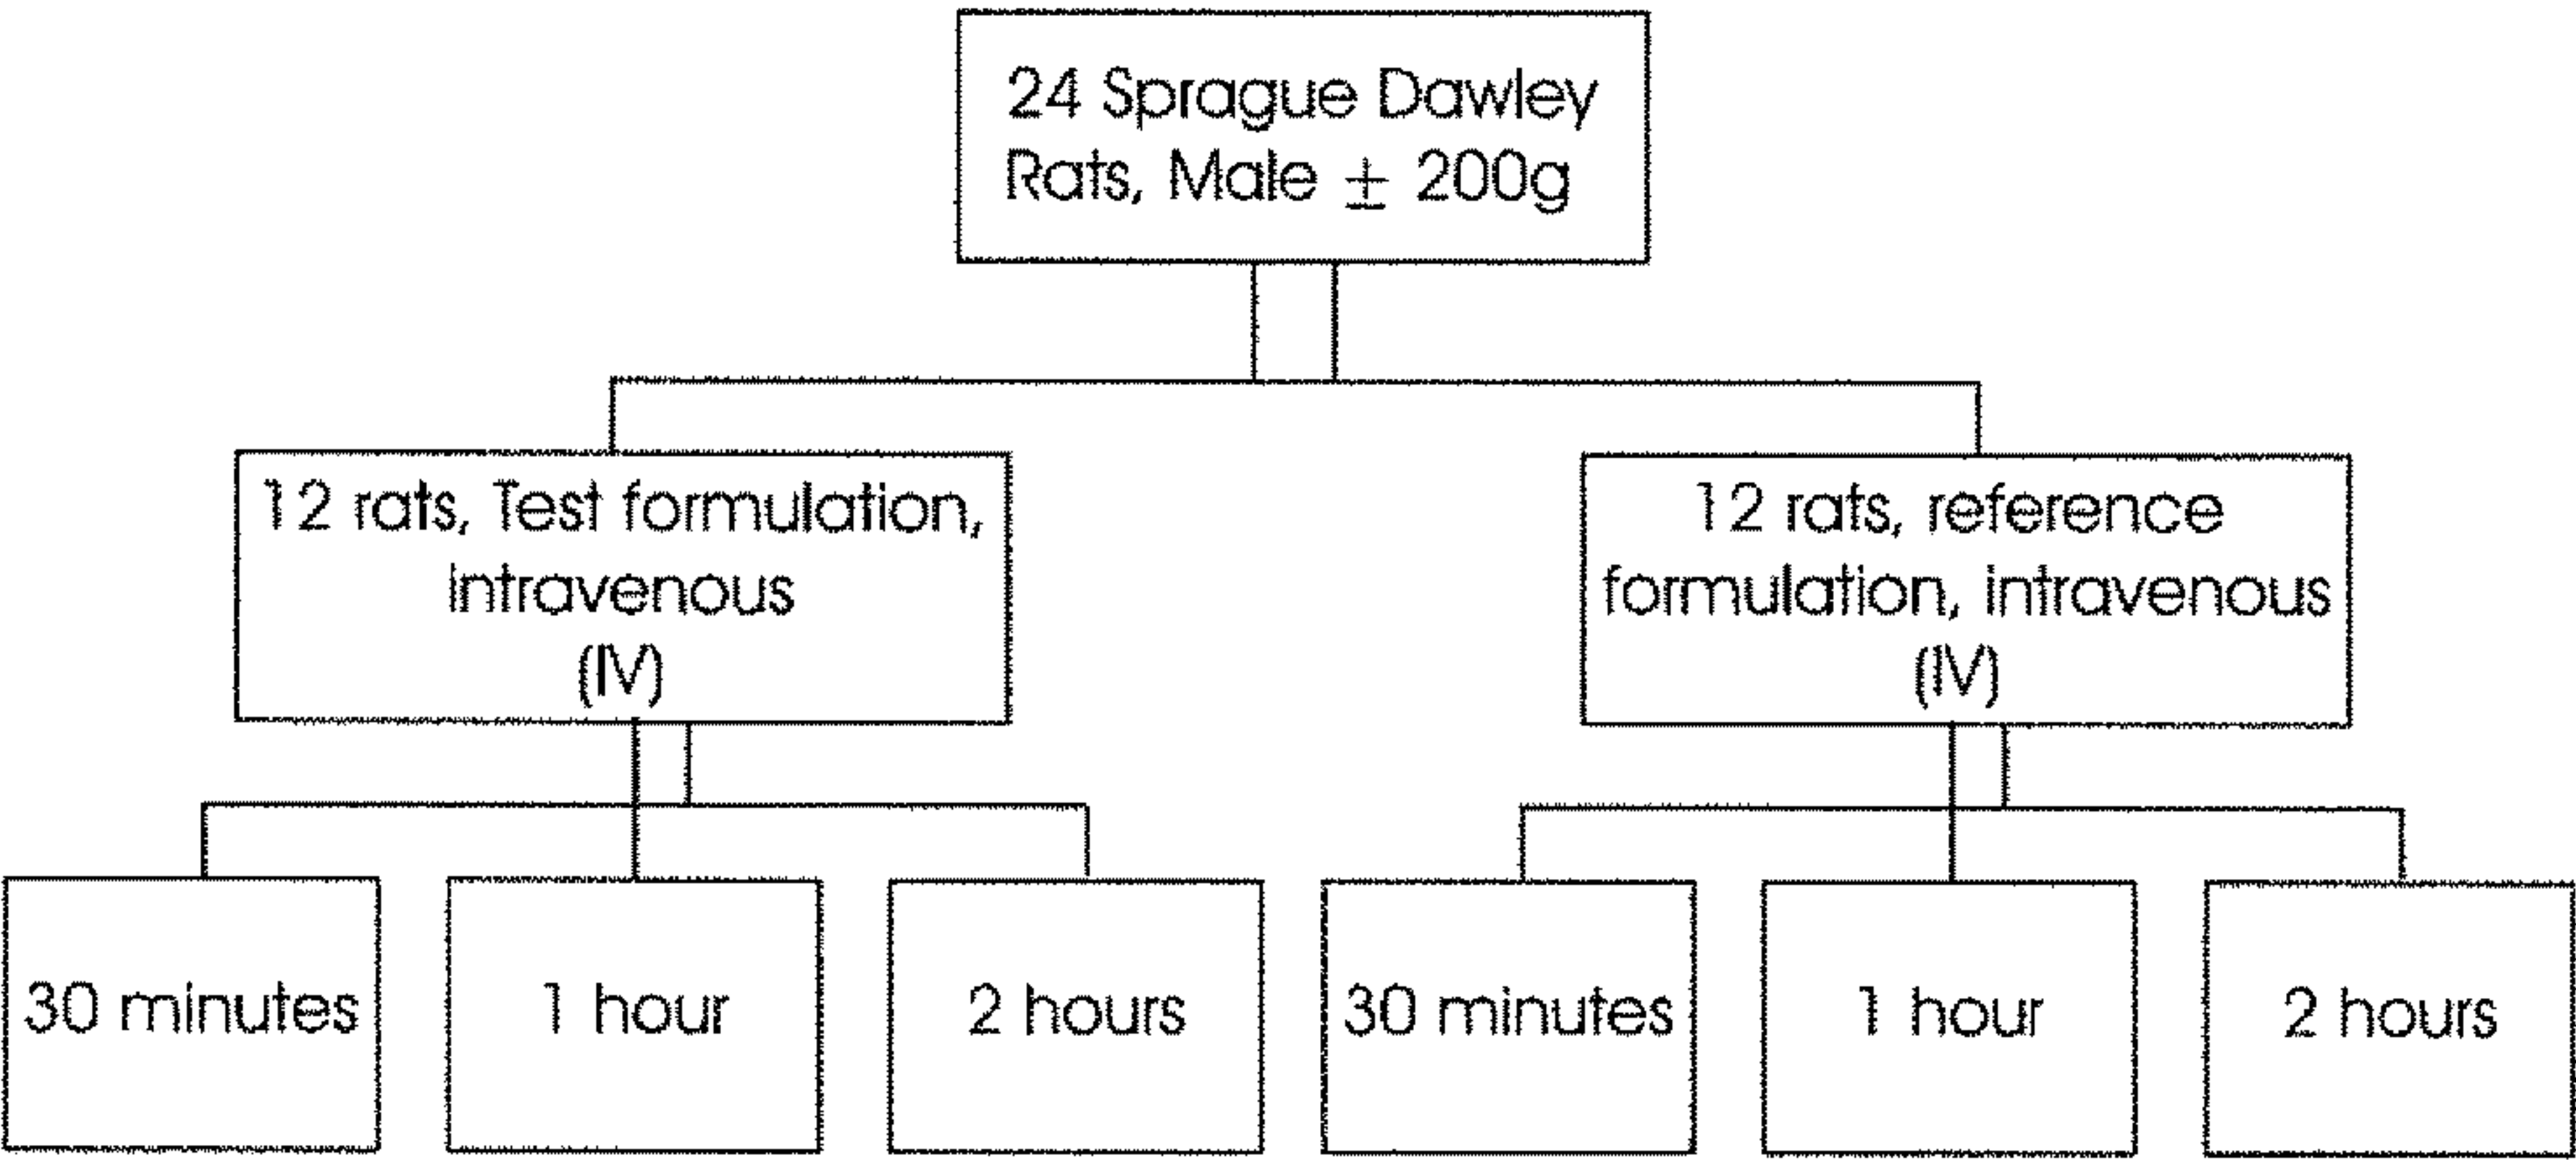 24 Sprague Dawley
Rats, Male ± 200g
12 rats, Test formulation,
intravenous
(IV)
12 rats, reference
formulation, intravenous
(IV)
30 minutes
1 hour
2 hours
30 minutes
1 hour
2 hours